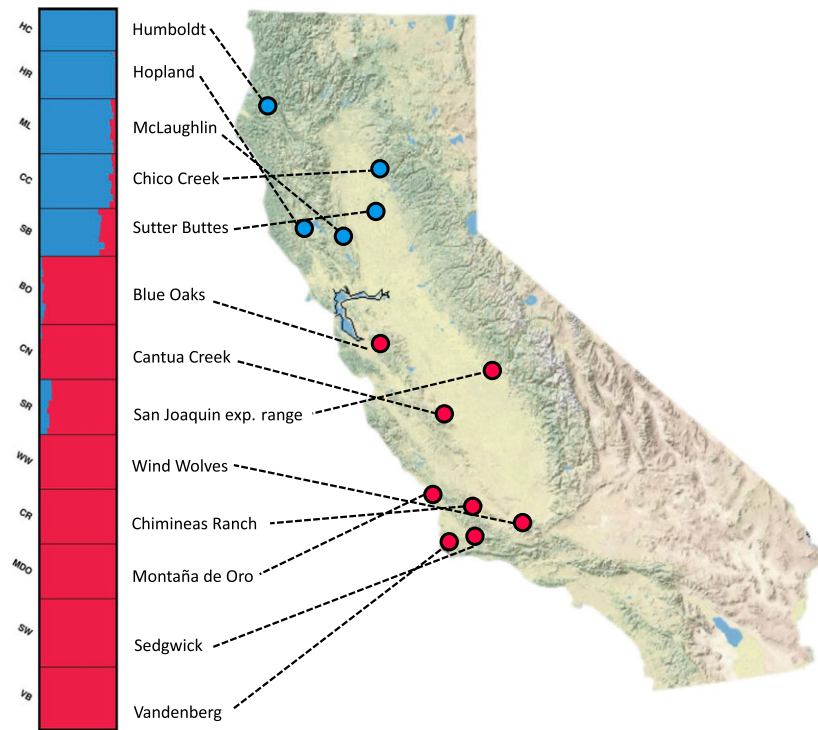 HC Humboldt
HR Hopland
ML McLaughlin
CC Chico Creek
SB Sutter Buttes
BO Blue Oaks
CN Cantua Creek
SR San Joaquin exp. range
WW Wind Wolves
CR Chimineas Ranch
MDO Montaña de Oro
SW Sedgwick
VB Vandenberg